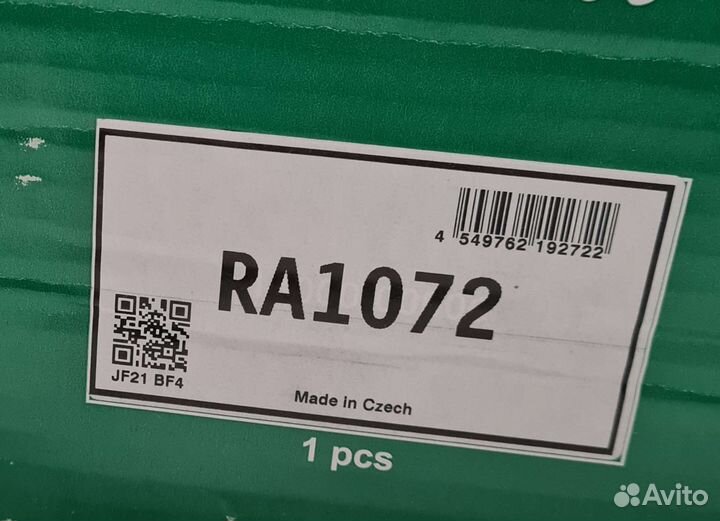 4 549762 192722
RA1072
JF21 BF4
Made in Czech
1 pcs
Avito